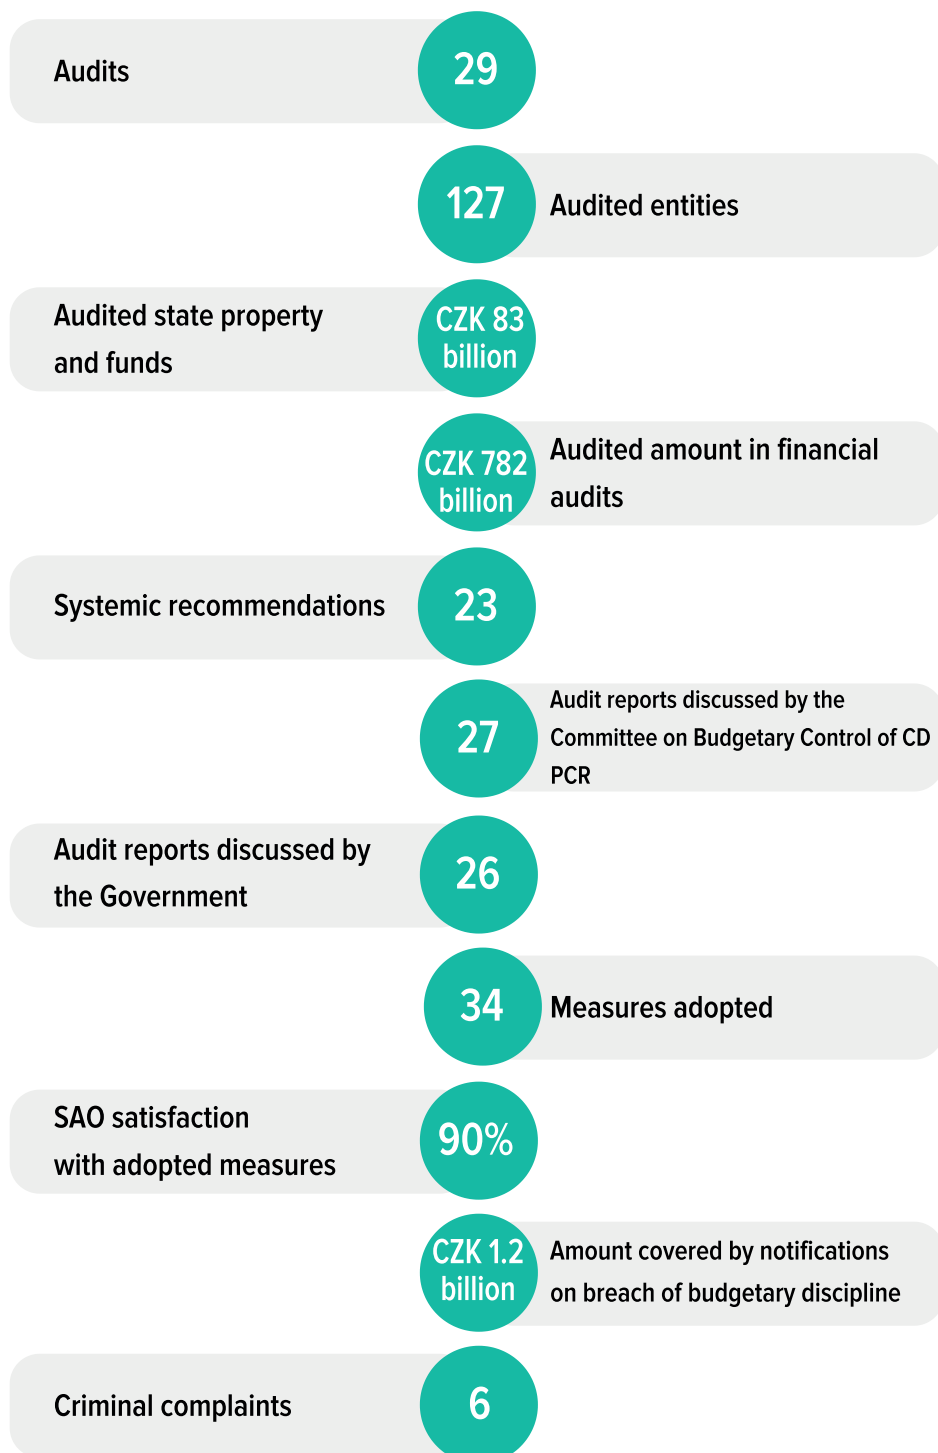 Audits
29
127
Audited entities
Audited state property
and funds
CZK 83
billion
CZK 782
billion
Audited amount in financial
audits
Systemic recommendations
23
27
Audit reports discussed by the
Committee on Budgetary Control of CD
PCR
Audit reports discussed by
the Government
26
34
Measures adopted
SAO satisfaction
with adopted measures
90%
CZK 1.2
billion
Amount covered by notifications
on breach of budgetary discipline
Criminal complaints
6